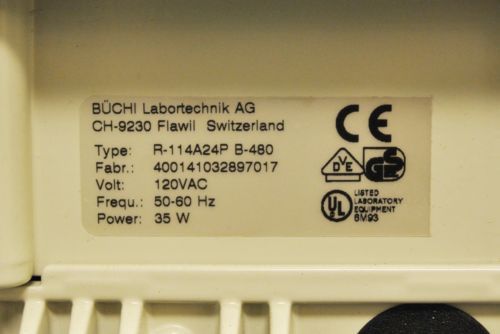 BÜCHI Labortechnik AG
CH-9230 Flawil Switzerland
Type: R-114A24P B-480
Fabr.: 400141032897017
Volt: 120VAC
Frequ.: 50-60 Hz
Power: 35 W
CE
DVE
GS
UL
LISTED
LABORATORY
EQUIPMENT
6M93